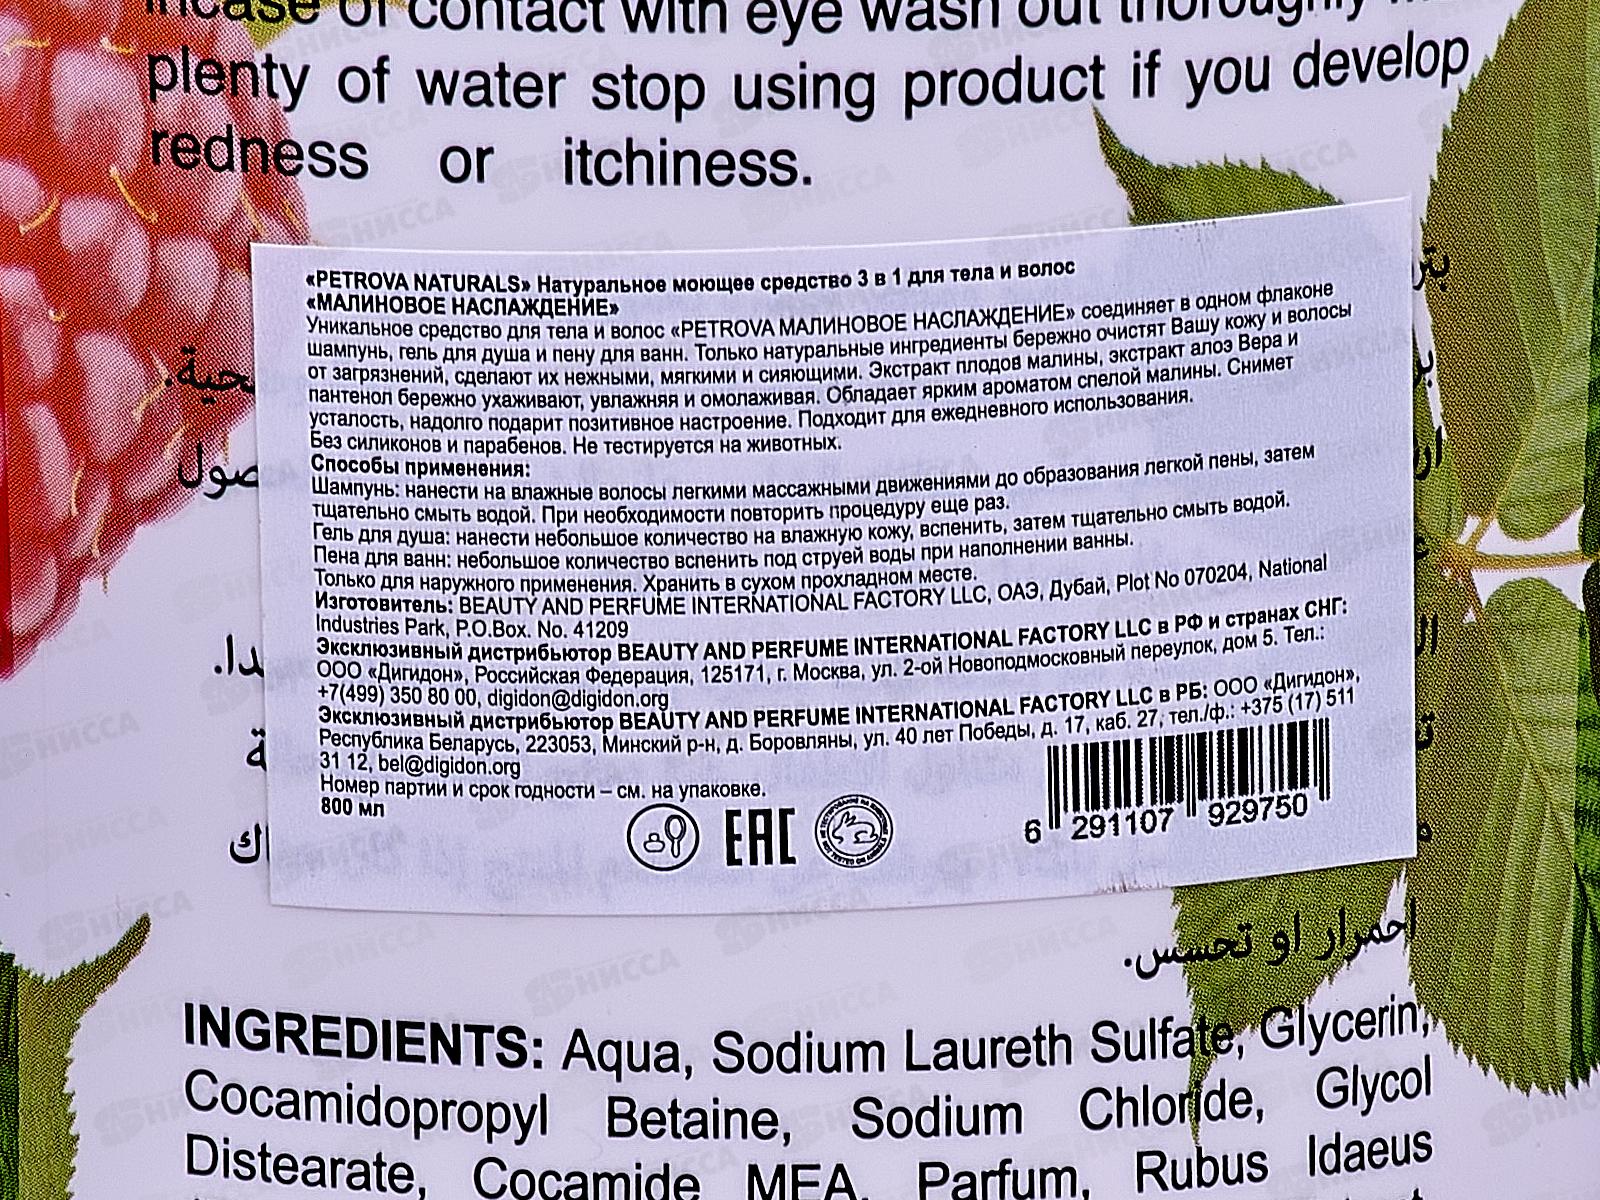 incase of contact with eye wash out thoroughly
plenty of water stop using product if you develop
redness or itchiness.
«PETROVA NATURALS» Натуральное моющее средство 3 в 1 для тела и волос
«МАЛИНОВОЕ НАСЛАЖДЕНИЕ»
Уникальное средство для тела и волос «PETROVA МАЛИНОВОЕ НАСЛАЖДЕНИЕ» соединяет в одном флаконе
шампунь, гель для душа и пену для ванн. Только натуральные ингредиенты бережно очистят Вашу кожу и волосы
от загрязнений, сделают их нежными, мягкими и сияющими. Экстракт плодов малины, экстракт алоэ Вера и
пантенол бережно ухаживают, увлажняя и омолаживая. Обладает ярким ароматом спелой малины. Снимет
усталость, надолго подарит позитивное настроение. Подходит для ежедневного использования.
Без силиконов и парабенов. Не тестируется на животных.
Способы применения:
Шампунь: нанести на влажные волосы легкими массажными движениями до образования легкой пены, затем
тщательно смыть водой. При необходимости повторить процедуру еще раз.
Гель для душа: нанести небольшое количество на влажную кожу, вспенить, затем тщательно смыть водой.
Пена для ванн: небольшое количество вспенить под струей воды при наполнении ванны.
Только для наружного применения. Хранить в сухом прохладном месте.
Изготовитель: BEAUTY AND PERFUME INTERNATIONAL FACTORY LLC, ОАЭ, Дубай, Plot No 070204, National
Industries Park, P.O.Box. No. 41209
Эксклюзивный дистрибьютор BEAUTY AND PERFUME INTERNATIONAL FACTORY LLC в РФ и странах СНГ:
ООО «Дигидон», Российская Федерация, 125171, г. Москва, ул. 2-ой Новоподмосковный переулок, дом 5. Тел.:
+7(499) 350 80 00, digidon@digidon.org
Эксклюзивный дистрибьютор BEAUTY AND PERFUME INTERNATIONAL FACTORY LLC в РБ: ООО «Дигидон»,
Республика Беларусь, 223053, Минский р-н, д. Боровляны, ул. 40 лет Победы, д. 17, каб. 27, тел./ф.: +375 (17) 511
31 12, bel@digidon.org
Номер партии и срок годности – см. на упаковке.
800 мл
EAC
6 291107 929750
احمرار او تحسس.
INGREDIENTS: Aqua, Sodium Laureth Sulfate, Glycerin,
Cocamidopropyl Betaine, Sodium Chloride, Glycol
Distearate, Cocamide MEA, Parfum, Rubus Idaeus